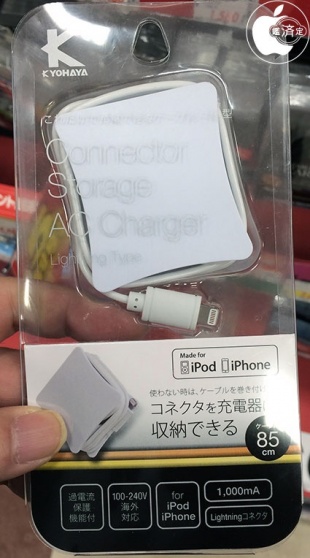 鑑済定
K
KYOHAYA
Connector
Storage
AC Charger
Lightning Type
Made for
iPod iPhone
使わない時は、ケーブルを巻き付け
コネクタを充電器
収納できる
85
cm
過電流
保護
機能付
100-240V
海外
対応
for
iPod
iPhone
1,000mA
Lightningコネクタ